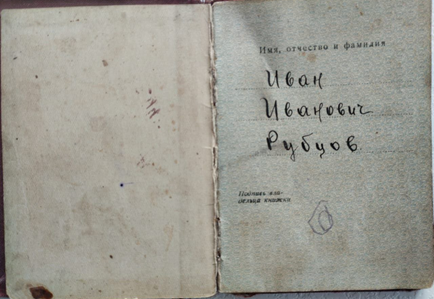 Имя, отчество и фамилия
Иван
Иванович
Рубцов
Подпись вла-
дельца книжки